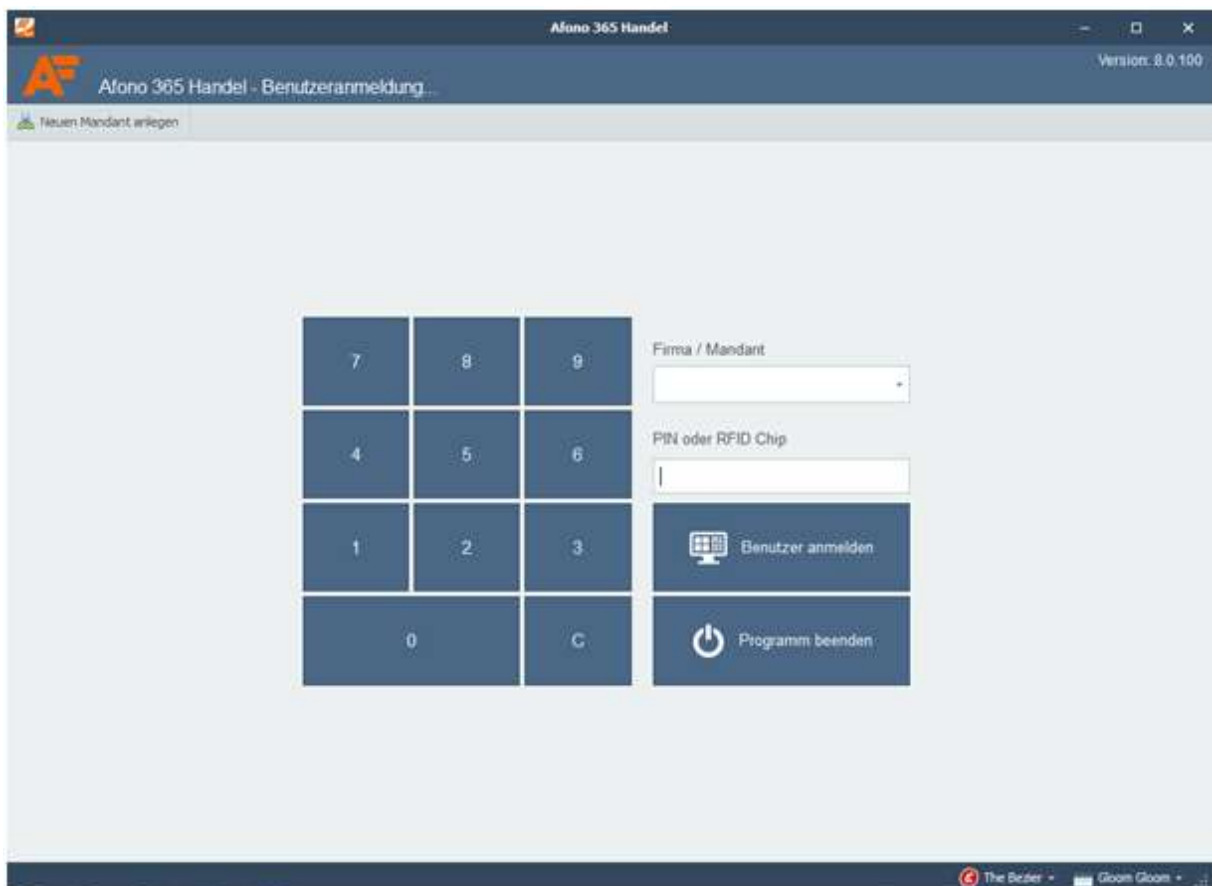 Afono 365 Handel
Version: 8.0.100
AF
Afono 365 Handel - Benutzeranmeldung...
Neuen Mandant anlegen
7 8 9
Firma / Mandant
4 5 6
PIN oder RFID Chip
1 2 3
Benutzer anmelden
0 C
Programm beenden
The Bezier
Gloom Gloom